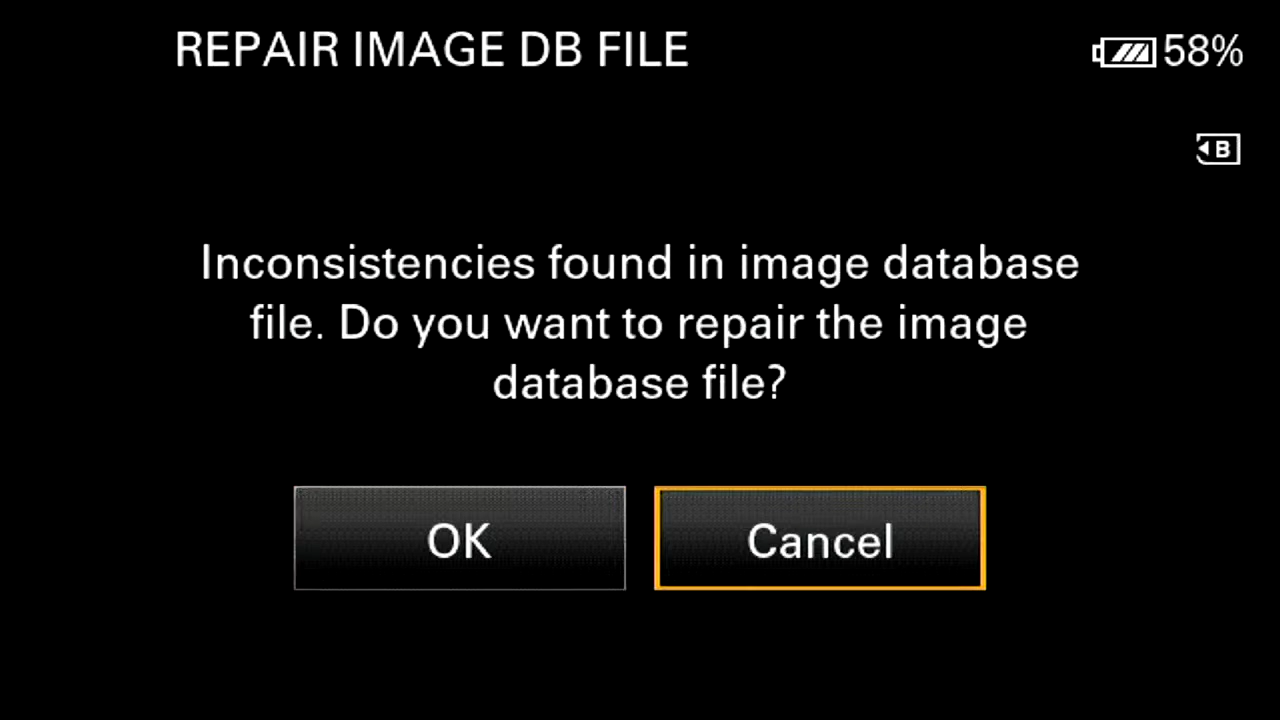 REPAIR IMAGE DB FILE
58%
B
Inconsistencies found in image database
file. Do you want to repair the image
database file?
OK
Cancel